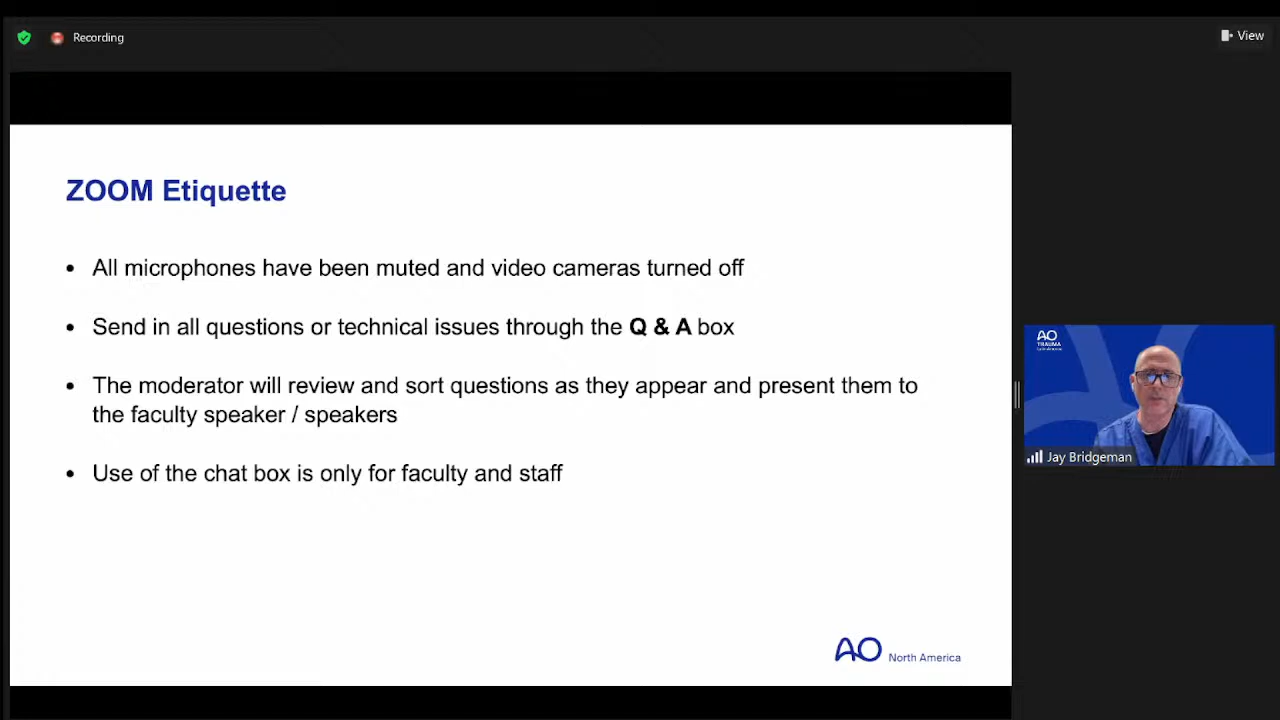 Recording
View
ZOOM Etiquette
• All microphones have been muted and video cameras turned off
• Send in all questions or technical issues through the Q & A box
• The moderator will review and sort questions as they appear and present them to
the faculty speaker / speakers
• Use of the chat box is only for faculty and staff
AO
TRAUMA
Jay Bridgeman
AO North America